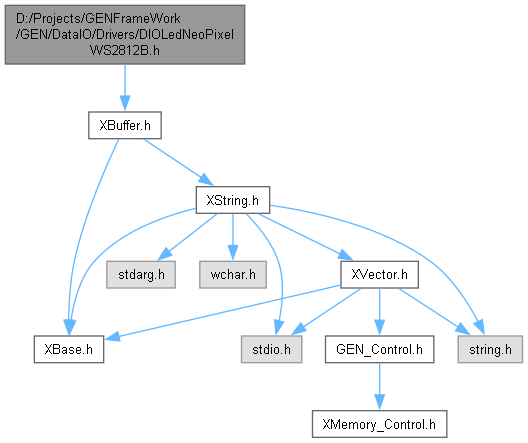 D:/Projects/GENFrameWork
/GEN/DataIO/Drivers/DIOLedNeoPixel
WS2812B.h
XBuffer.h
XString.h
stdarg.h
wchar.h
XVector.h
XBase.h
stdio.h
GEN_Control.h
string.h
XMemory_Control.h